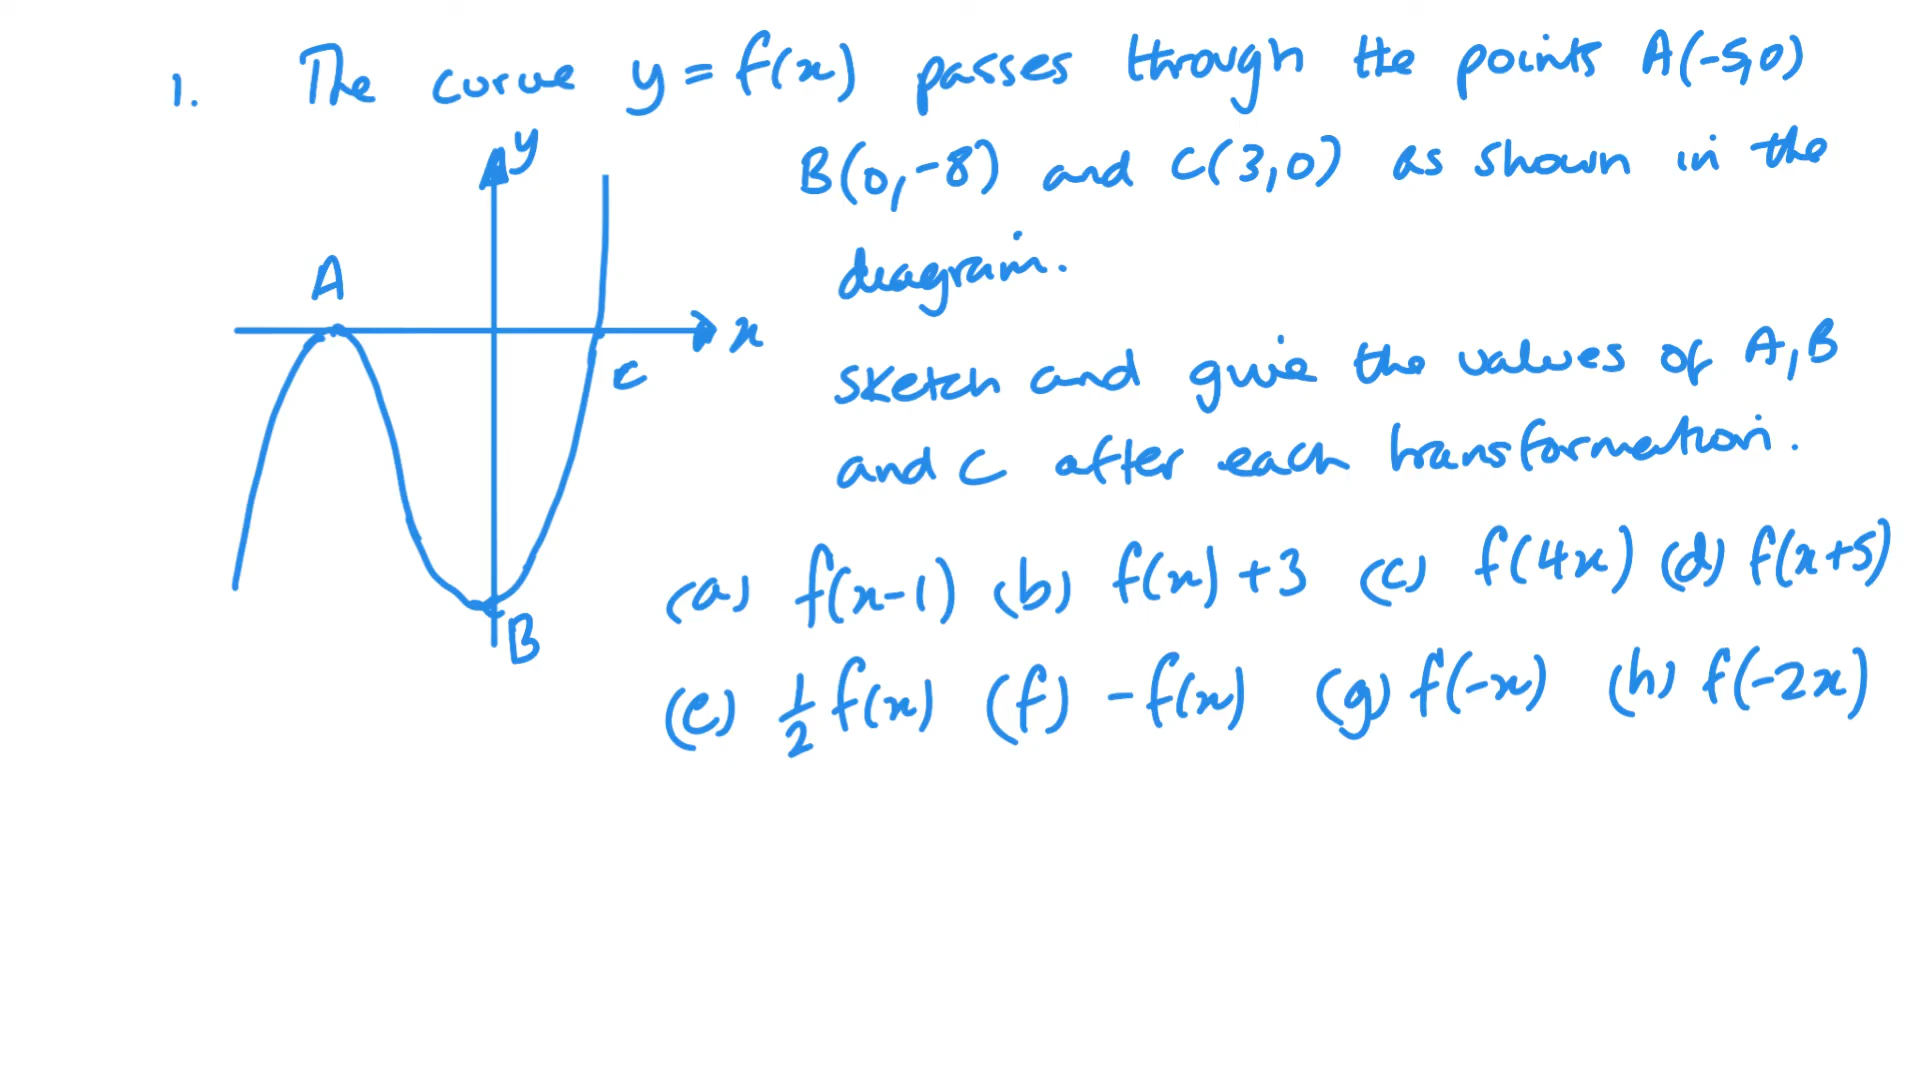 1. The curve y = f(x) passes through the points A(-5,0)
B(0,-8) and C(3,0) as shown in the
diagram.
sketch and give the values of A, B
and C after each transformation.
(a) f(x-1) (b) f(x)+3 (c) f(4x) (d) f(x+5)
(e) ½ f(x) (f) -f(x) (g) f(-x) (h) f(-2x)
y
A
x
C
B